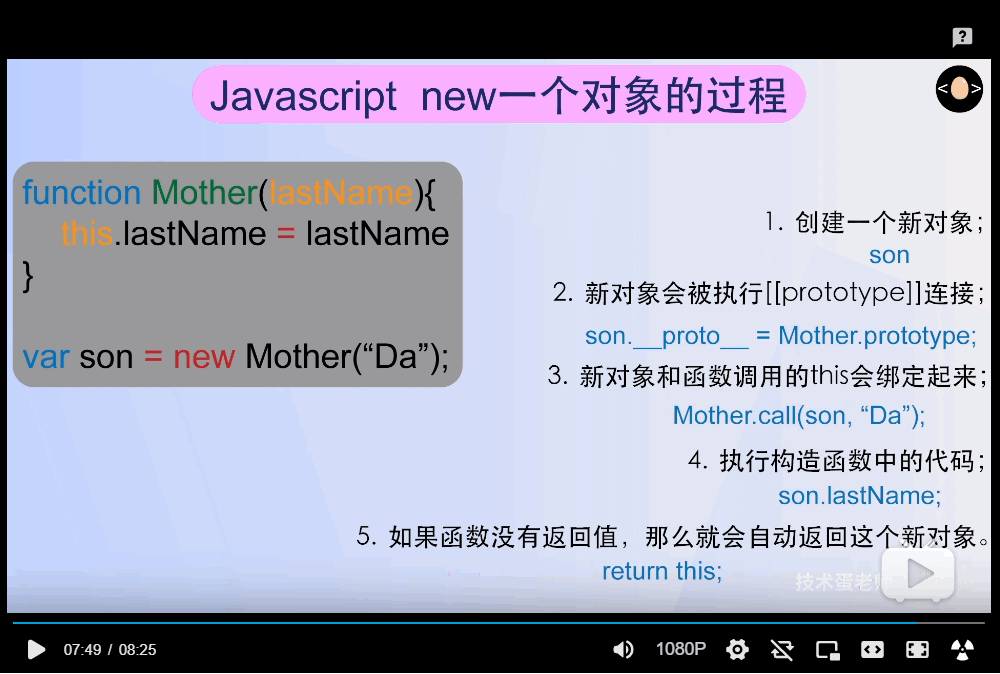 Javascript new一个对象的过程
< >
function Mother(lastName){
this.lastName = lastName
}
var son = new Mother(“Da”);
1. 创建一个新对象；
son
2. 新对象会被执行[[prototype]]连接；
son.__proto__ = Mother.prototype;
3. 新对象和函数调用的this会绑定起来；
Mother.call(son, “Da”);
4. 执行构造函数中的代码；
son.lastName;
5. 如果函数没有返回值，那么就会自动返回这个新对象。
return this;
技术蛋老师
07:49 / 08:25
1080P